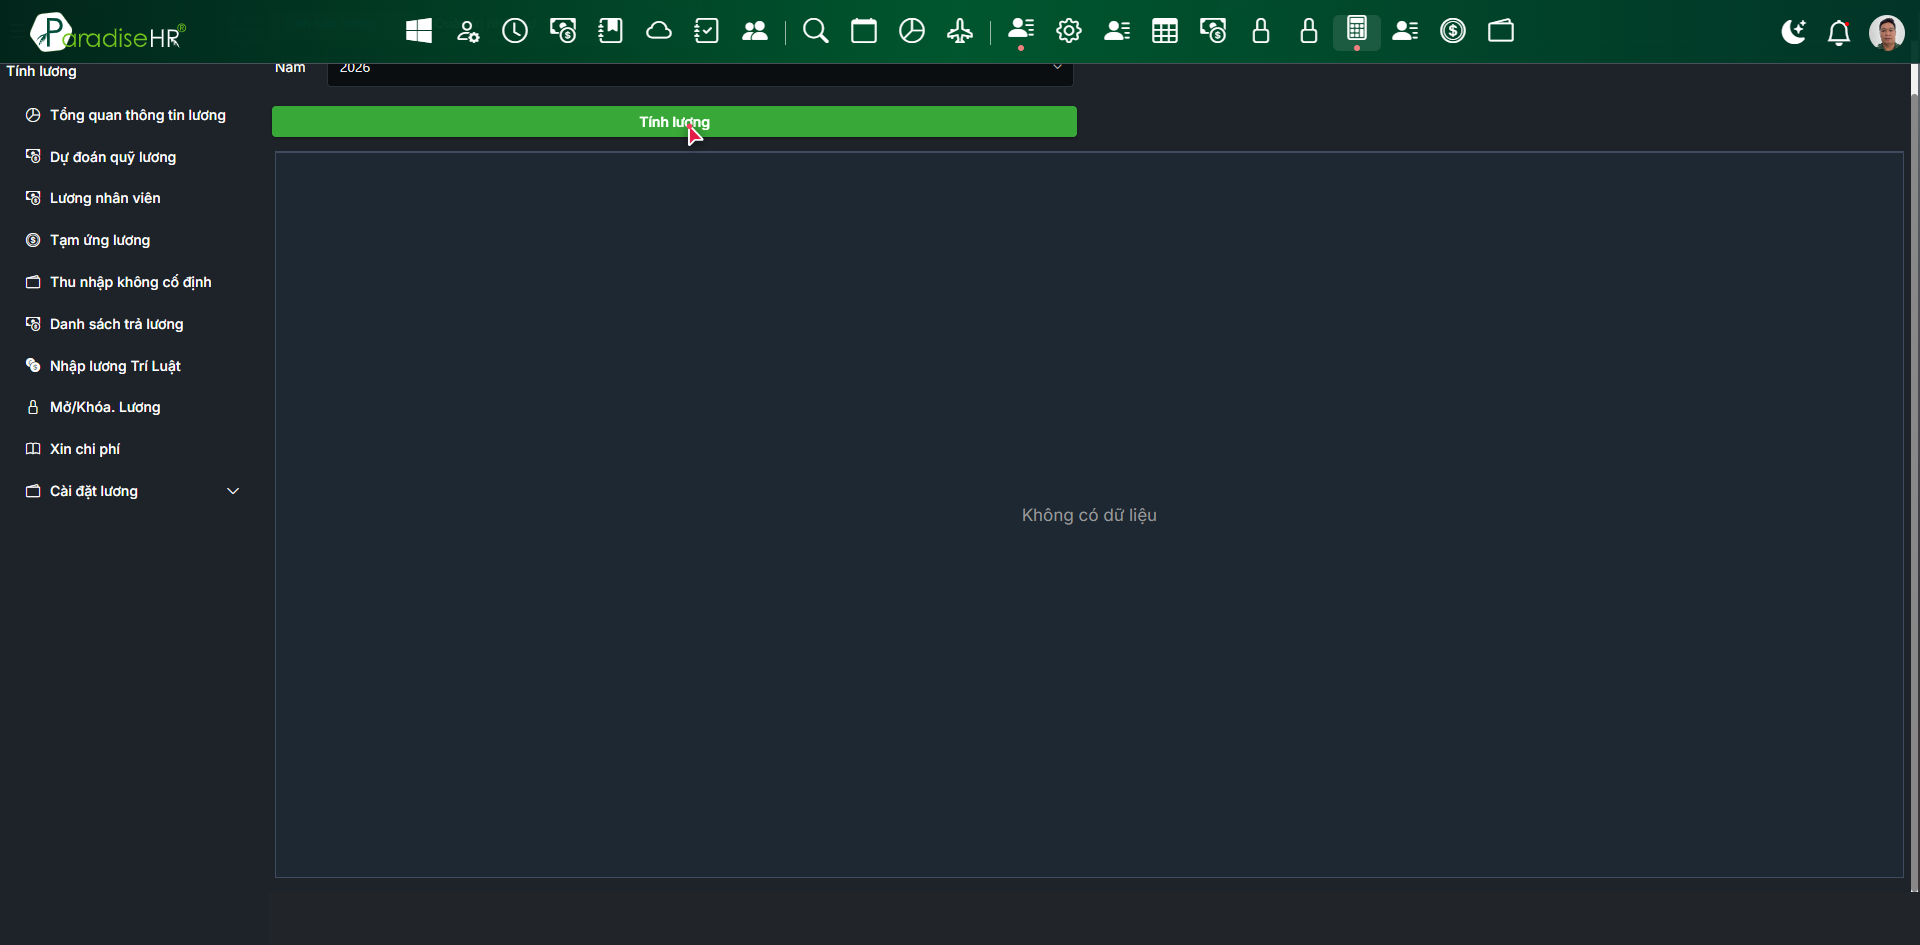 ParadiseHR®
Tính lương
Năm
2026
Tổng quan thông tin lương
Dự đoán quỹ lương
Lương nhân viên
Tạm ứng lương
Thu nhập không cố định
Danh sách trả lương
Nhập lương Trí Luật
Mở/Khóa. Lương
Xin chi phí
Cài đặt lương
Tính lương
Không có dữ liệu